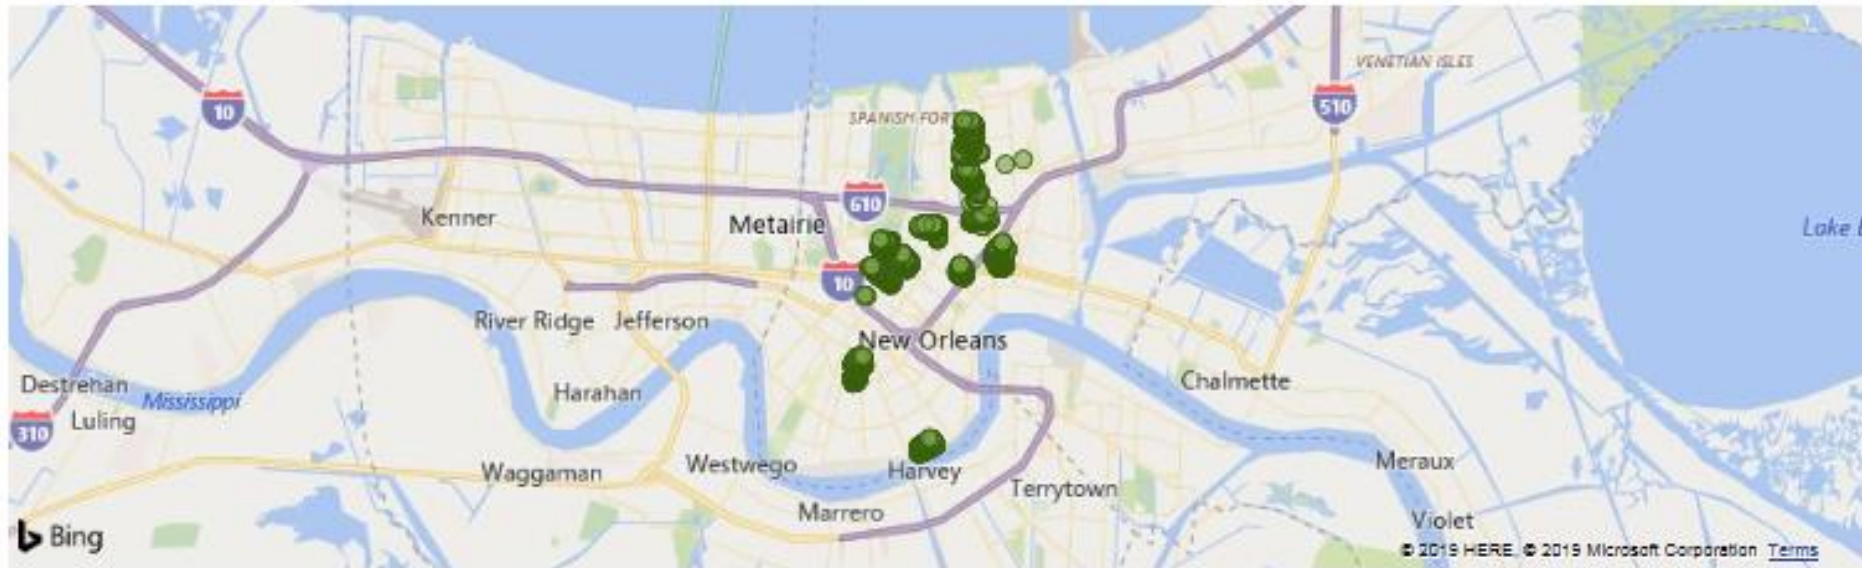 VENETIAN ISLES
10
510
SPANISH FOR
610
Kenner
Metairie
Lake
10
River Ridge
Jefferson
New Orleans
Destrehan
Mississippi
Harahan
Chalmette
Luling
310
Waggaman
Westwego
Harvey
Meraux
Terrytown
Marrero
Violet
Bing
© 2019 HERE, © 2019 Microsoft Corporation Terms